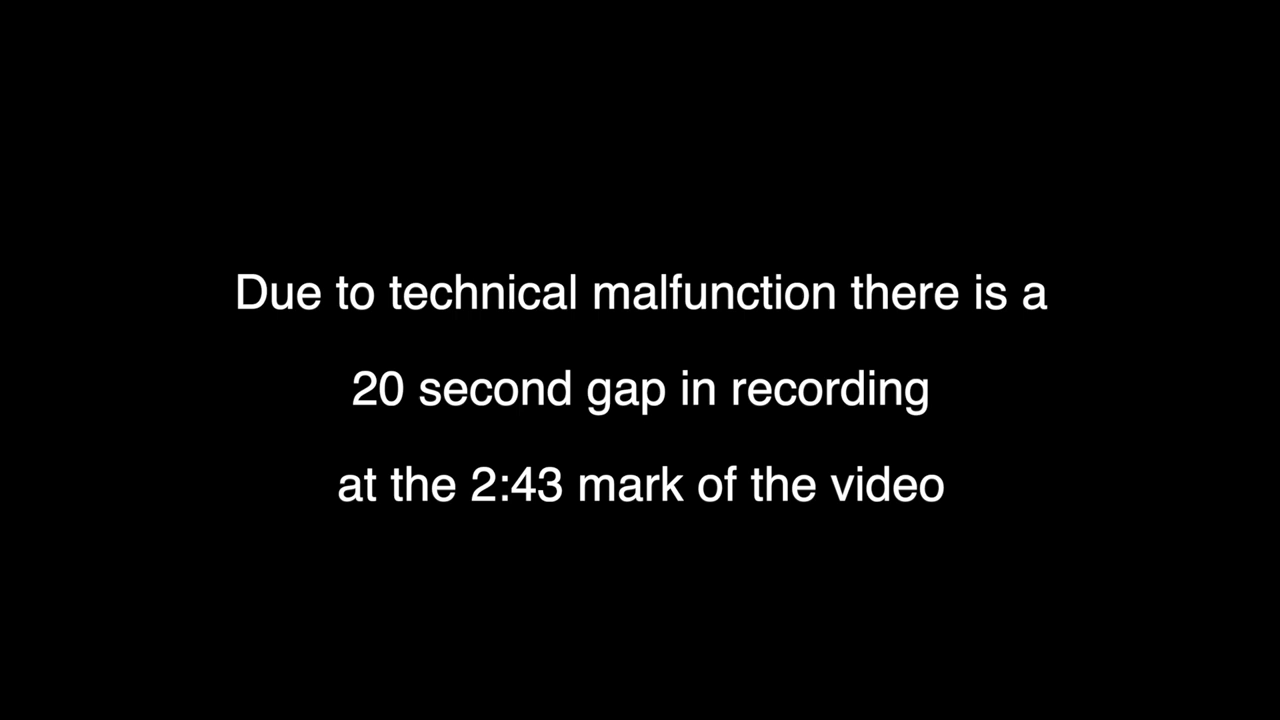 Due to technical malfunction there is a
20 second gap in recording
at the 2:43 mark of the video